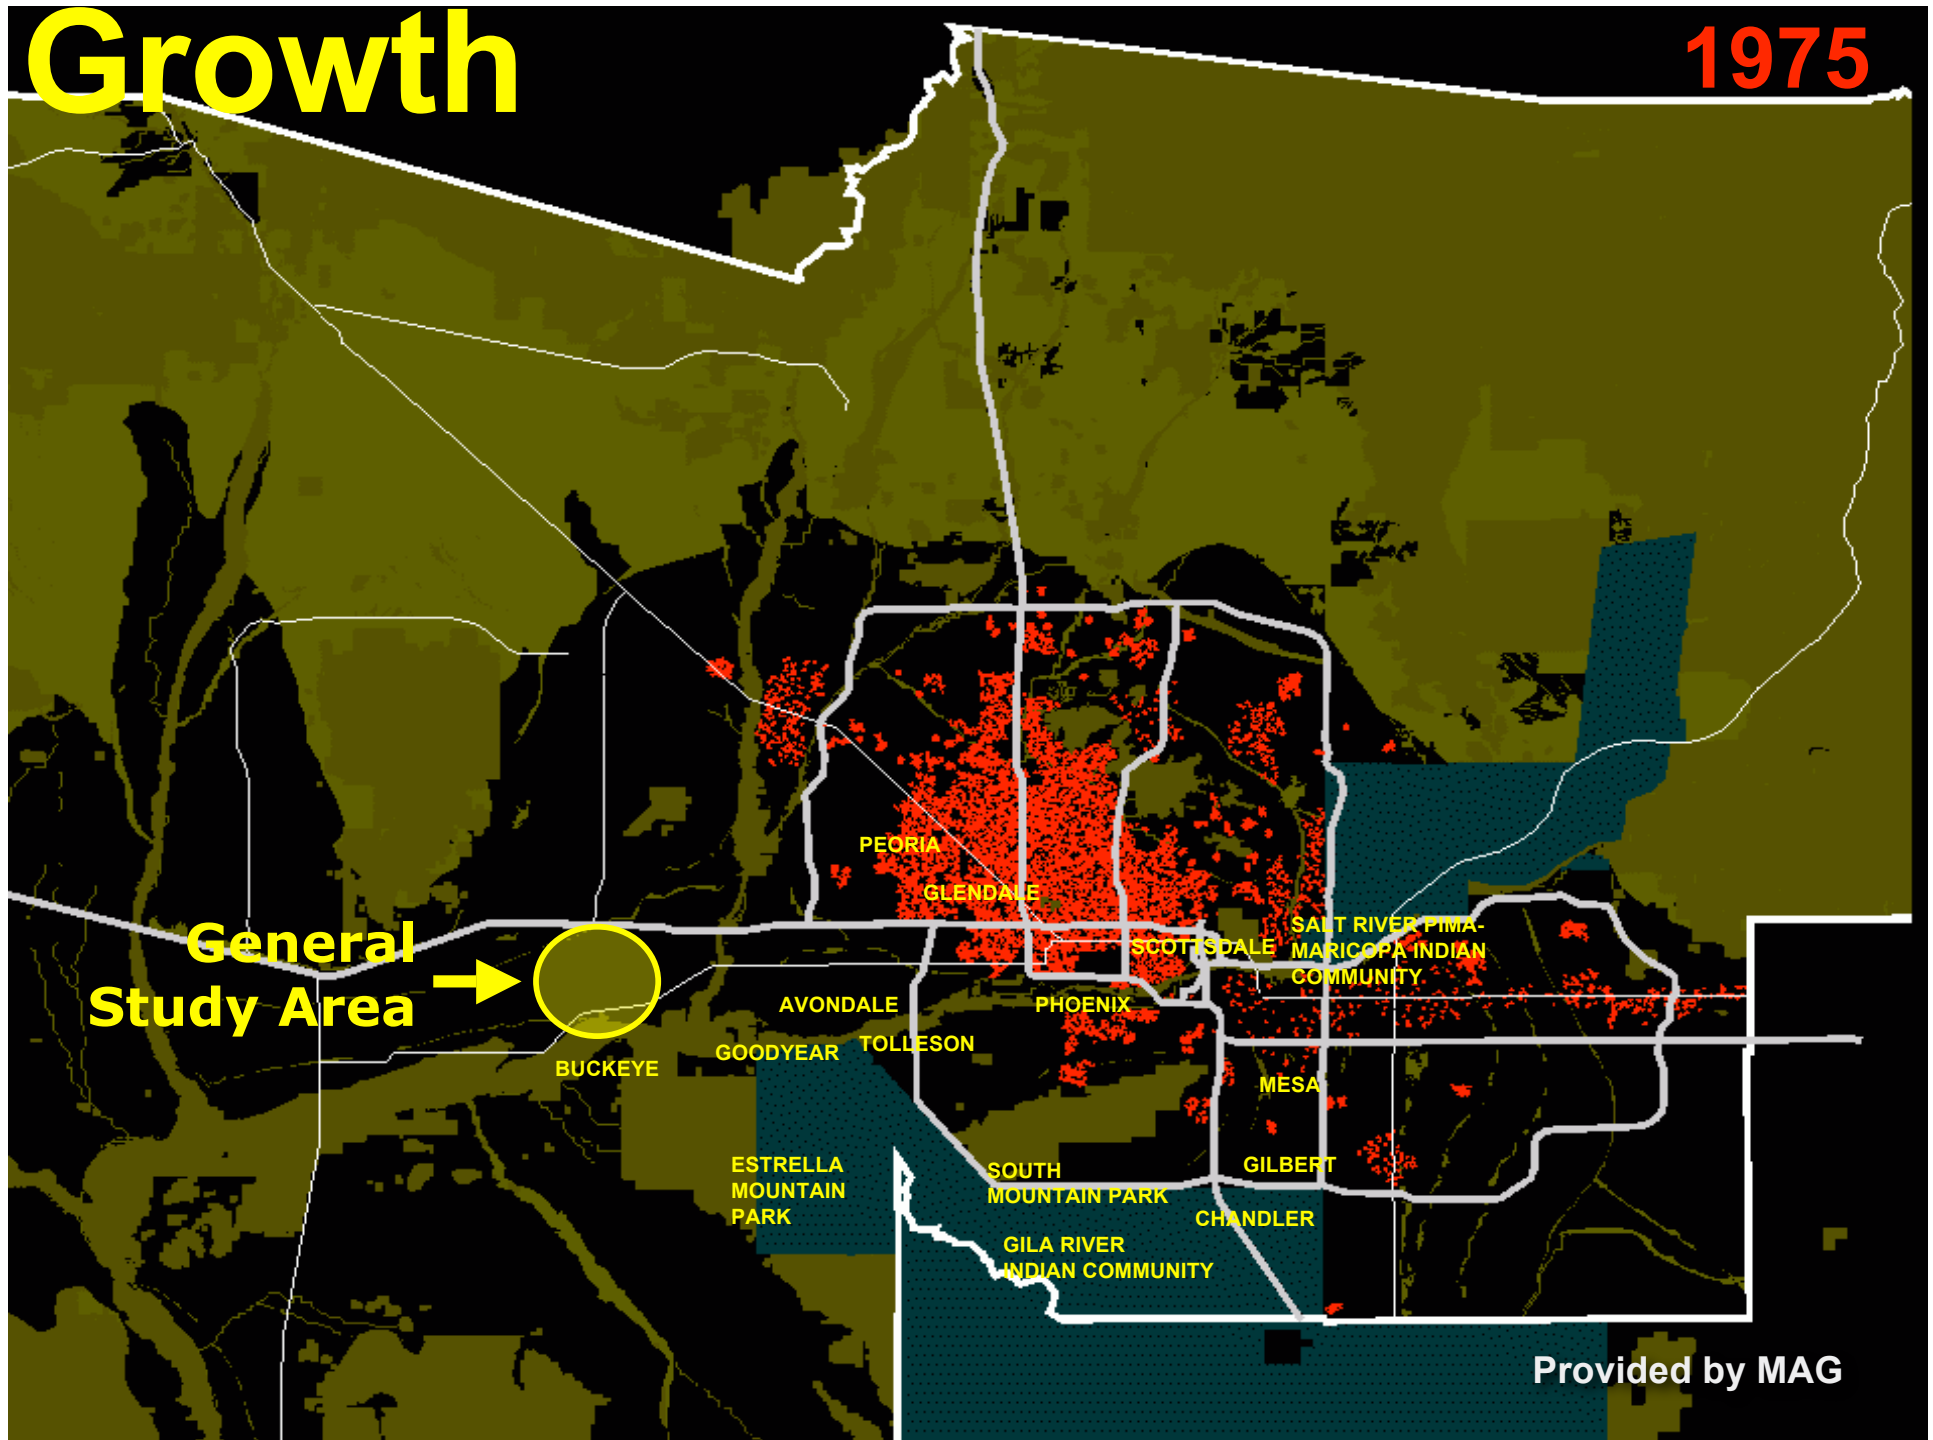 Growth
1975
PEORIA
GLENDALE
General
Study Area
SCOTTSDALE
SALT RIVER PIMA-
MARICOPA INDIAN
COMMUNITY
AVONDALE
PHOENIX
GOODYEAR
TOLLESON
BUCKEYE
MESA
ESTRELLA
MOUNTAIN
PARK
SOUTH
MOUNTAIN PARK
GILBERT
CHANDLER
GILA RIVER
INDIAN COMMUNITY
Provided by MAG